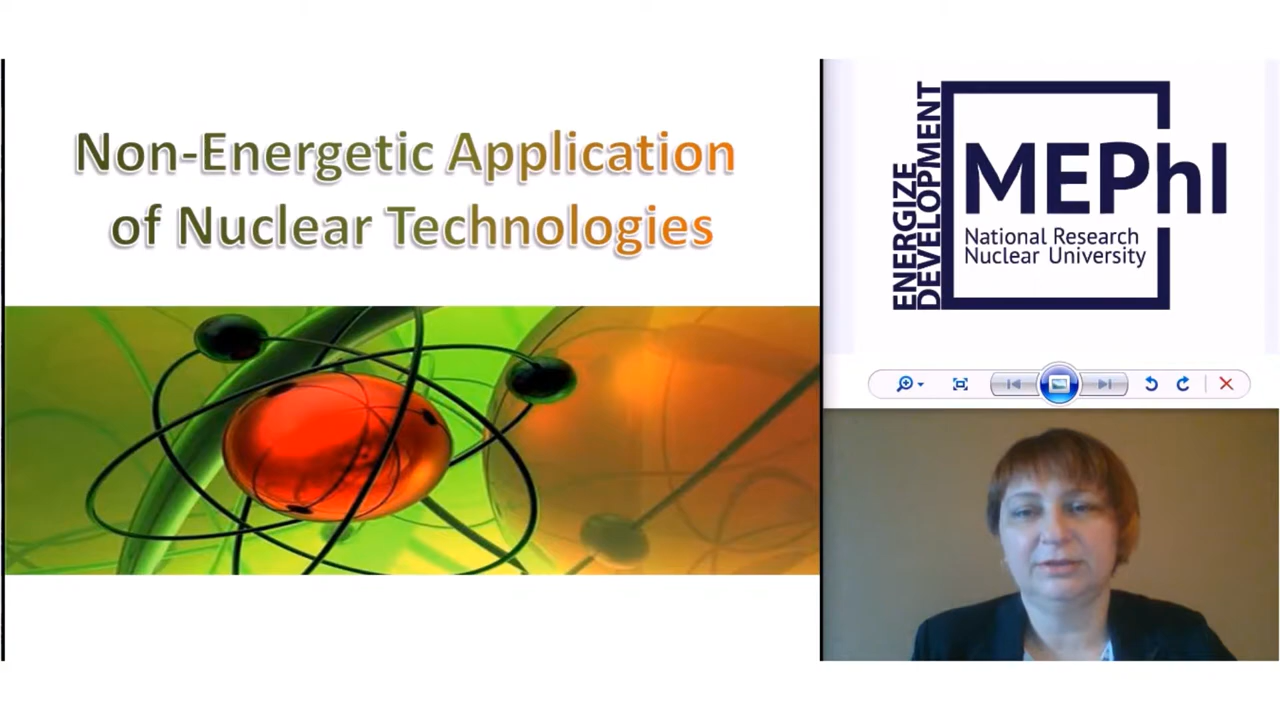 Non-Energetic Application
of Nuclear Technologies
ENERGIZE
DEVELOPMENT
MEPhI
National Research
Nuclear University